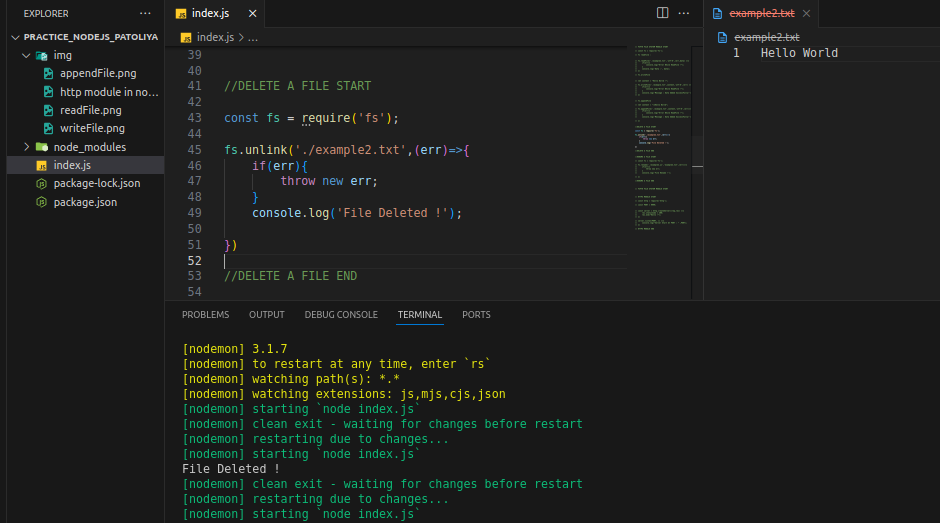 EXPLORER ...
PRACTICE_NODEJS_PATOLIYA
img
appendFile.png
http module in no...
readFile.png
writeFile.png
node_modules
index.js
package-lock.json
package.json
index.js
index.js > ...
39
40
41 //DELETE A FILE START
42
43 const fs = require('fs');
44
45 fs.unlink('./example2.txt',(err)=>{
46 if(err){
47 throw new err;
48 }
49 console.log('File Deleted !');
50
51 })
52
53 //DELETE A FILE END
54
example2.txt
example2.txt
1 Hello World
PROBLEMS OUTPUT DEBUG CONSOLE TERMINAL PORTS
[nodemon] 3.1.7
[nodemon] to restart at any time, enter `rs`
[nodemon] watching path(s): *.*
[nodemon] watching extensions: js,mjs,cjs,json
[nodemon] starting `node index.js`
[nodemon] clean exit - waiting for changes before restart
[nodemon] restarting due to changes...
[nodemon] starting `node index.js`
File Deleted !
[nodemon] clean exit - waiting for changes before restart
[nodemon] restarting due to changes...
[nodemon] starting `node index.js`